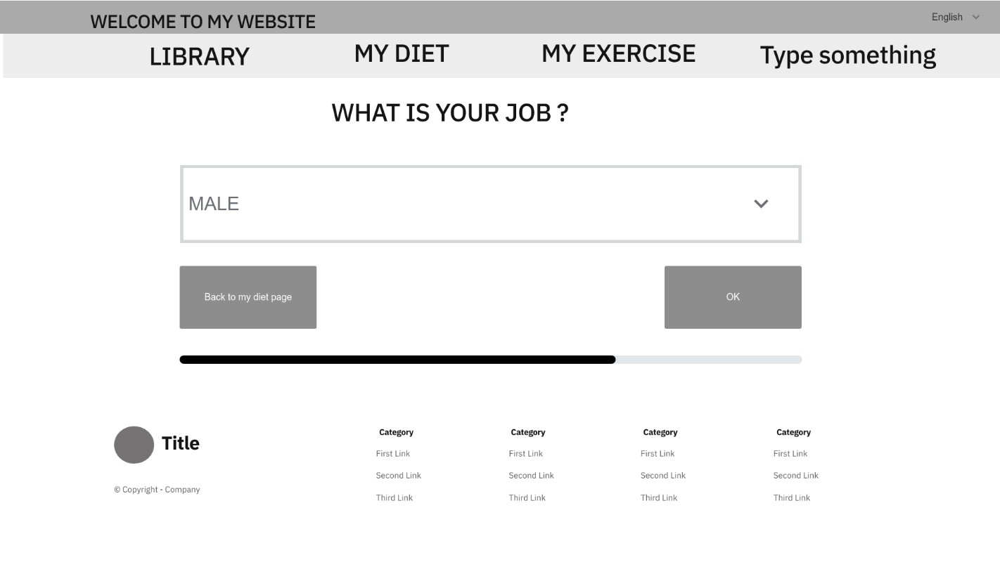 WELCOME TO MY WEBSITE
English
LIBRARY
MY DIET
MY EXERCISE
Type something
WHAT IS YOUR JOB ?
MALE
Back to my diet page
OK
Title
© Copyright - Company
Category
First Link
Second Link
Third Link
Category
First Link
Second Link
Third Link
Category
First Link
Second Link
Third Link
Category
First Link
Second Link
Third Link